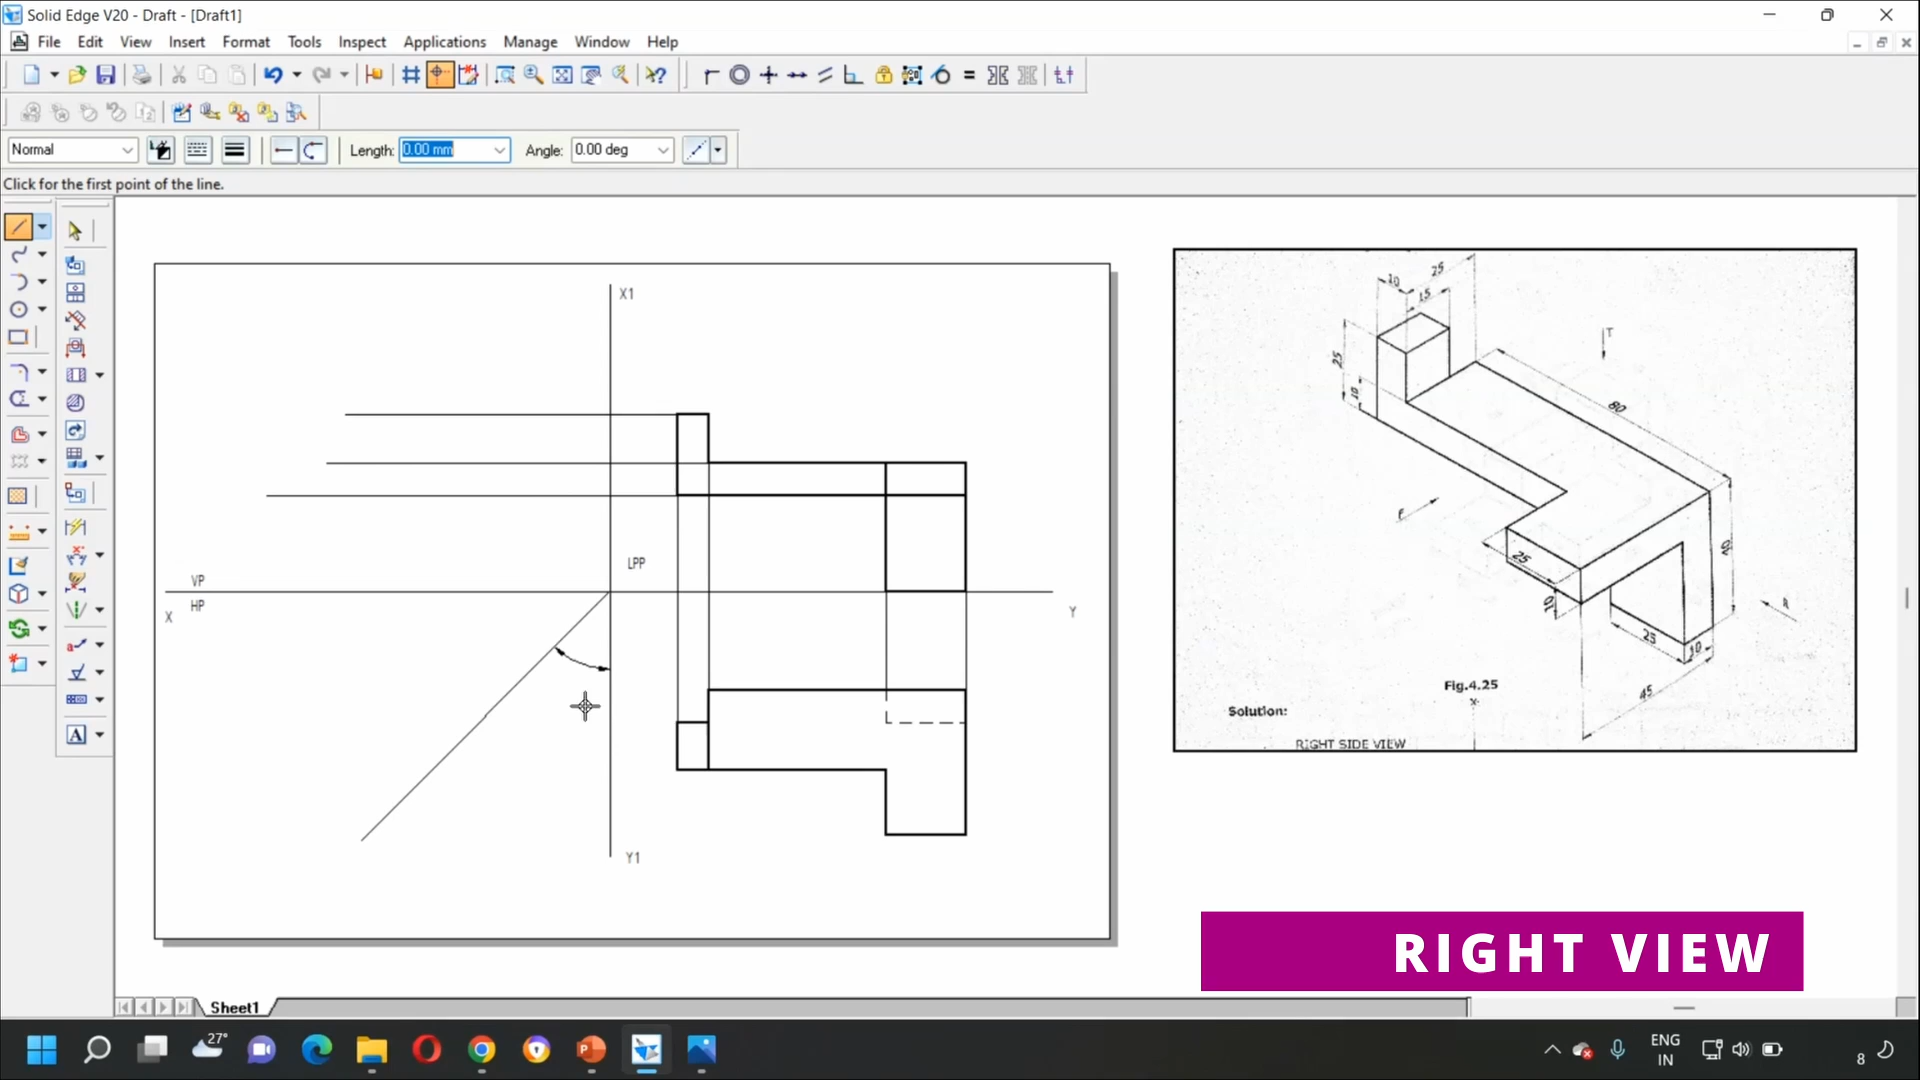 Solid Edge V20 - Draft - [Draft1]
File Edit View Insert Format Tools Inspect Applications Manage Window Help
Normal Length: 0.00 mm Angle: 0.00 deg
Click for the first point of the line.
X1
LPP
VP
HP
X
Y
Y1
10
25
15
T
25
10
80
F
25
10
40
R
25
10
45
Fig.4.25
X
Solution:
RIGHT SIDE VIEW
RIGHT VIEW
A
Sheet1
27°
ENG
IN
8